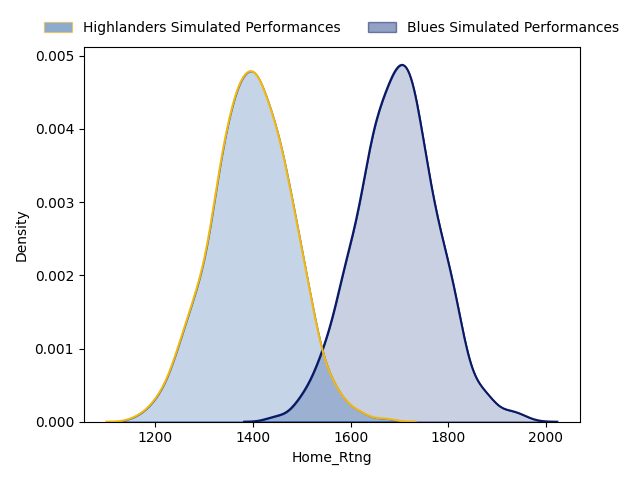 Highlanders Simulated Performances Blues Simulated Performances
0.005
0.004
0.003
0.002
0.001
0.000
Density
1200 1400 1600 1800 2000
Home_Rtng